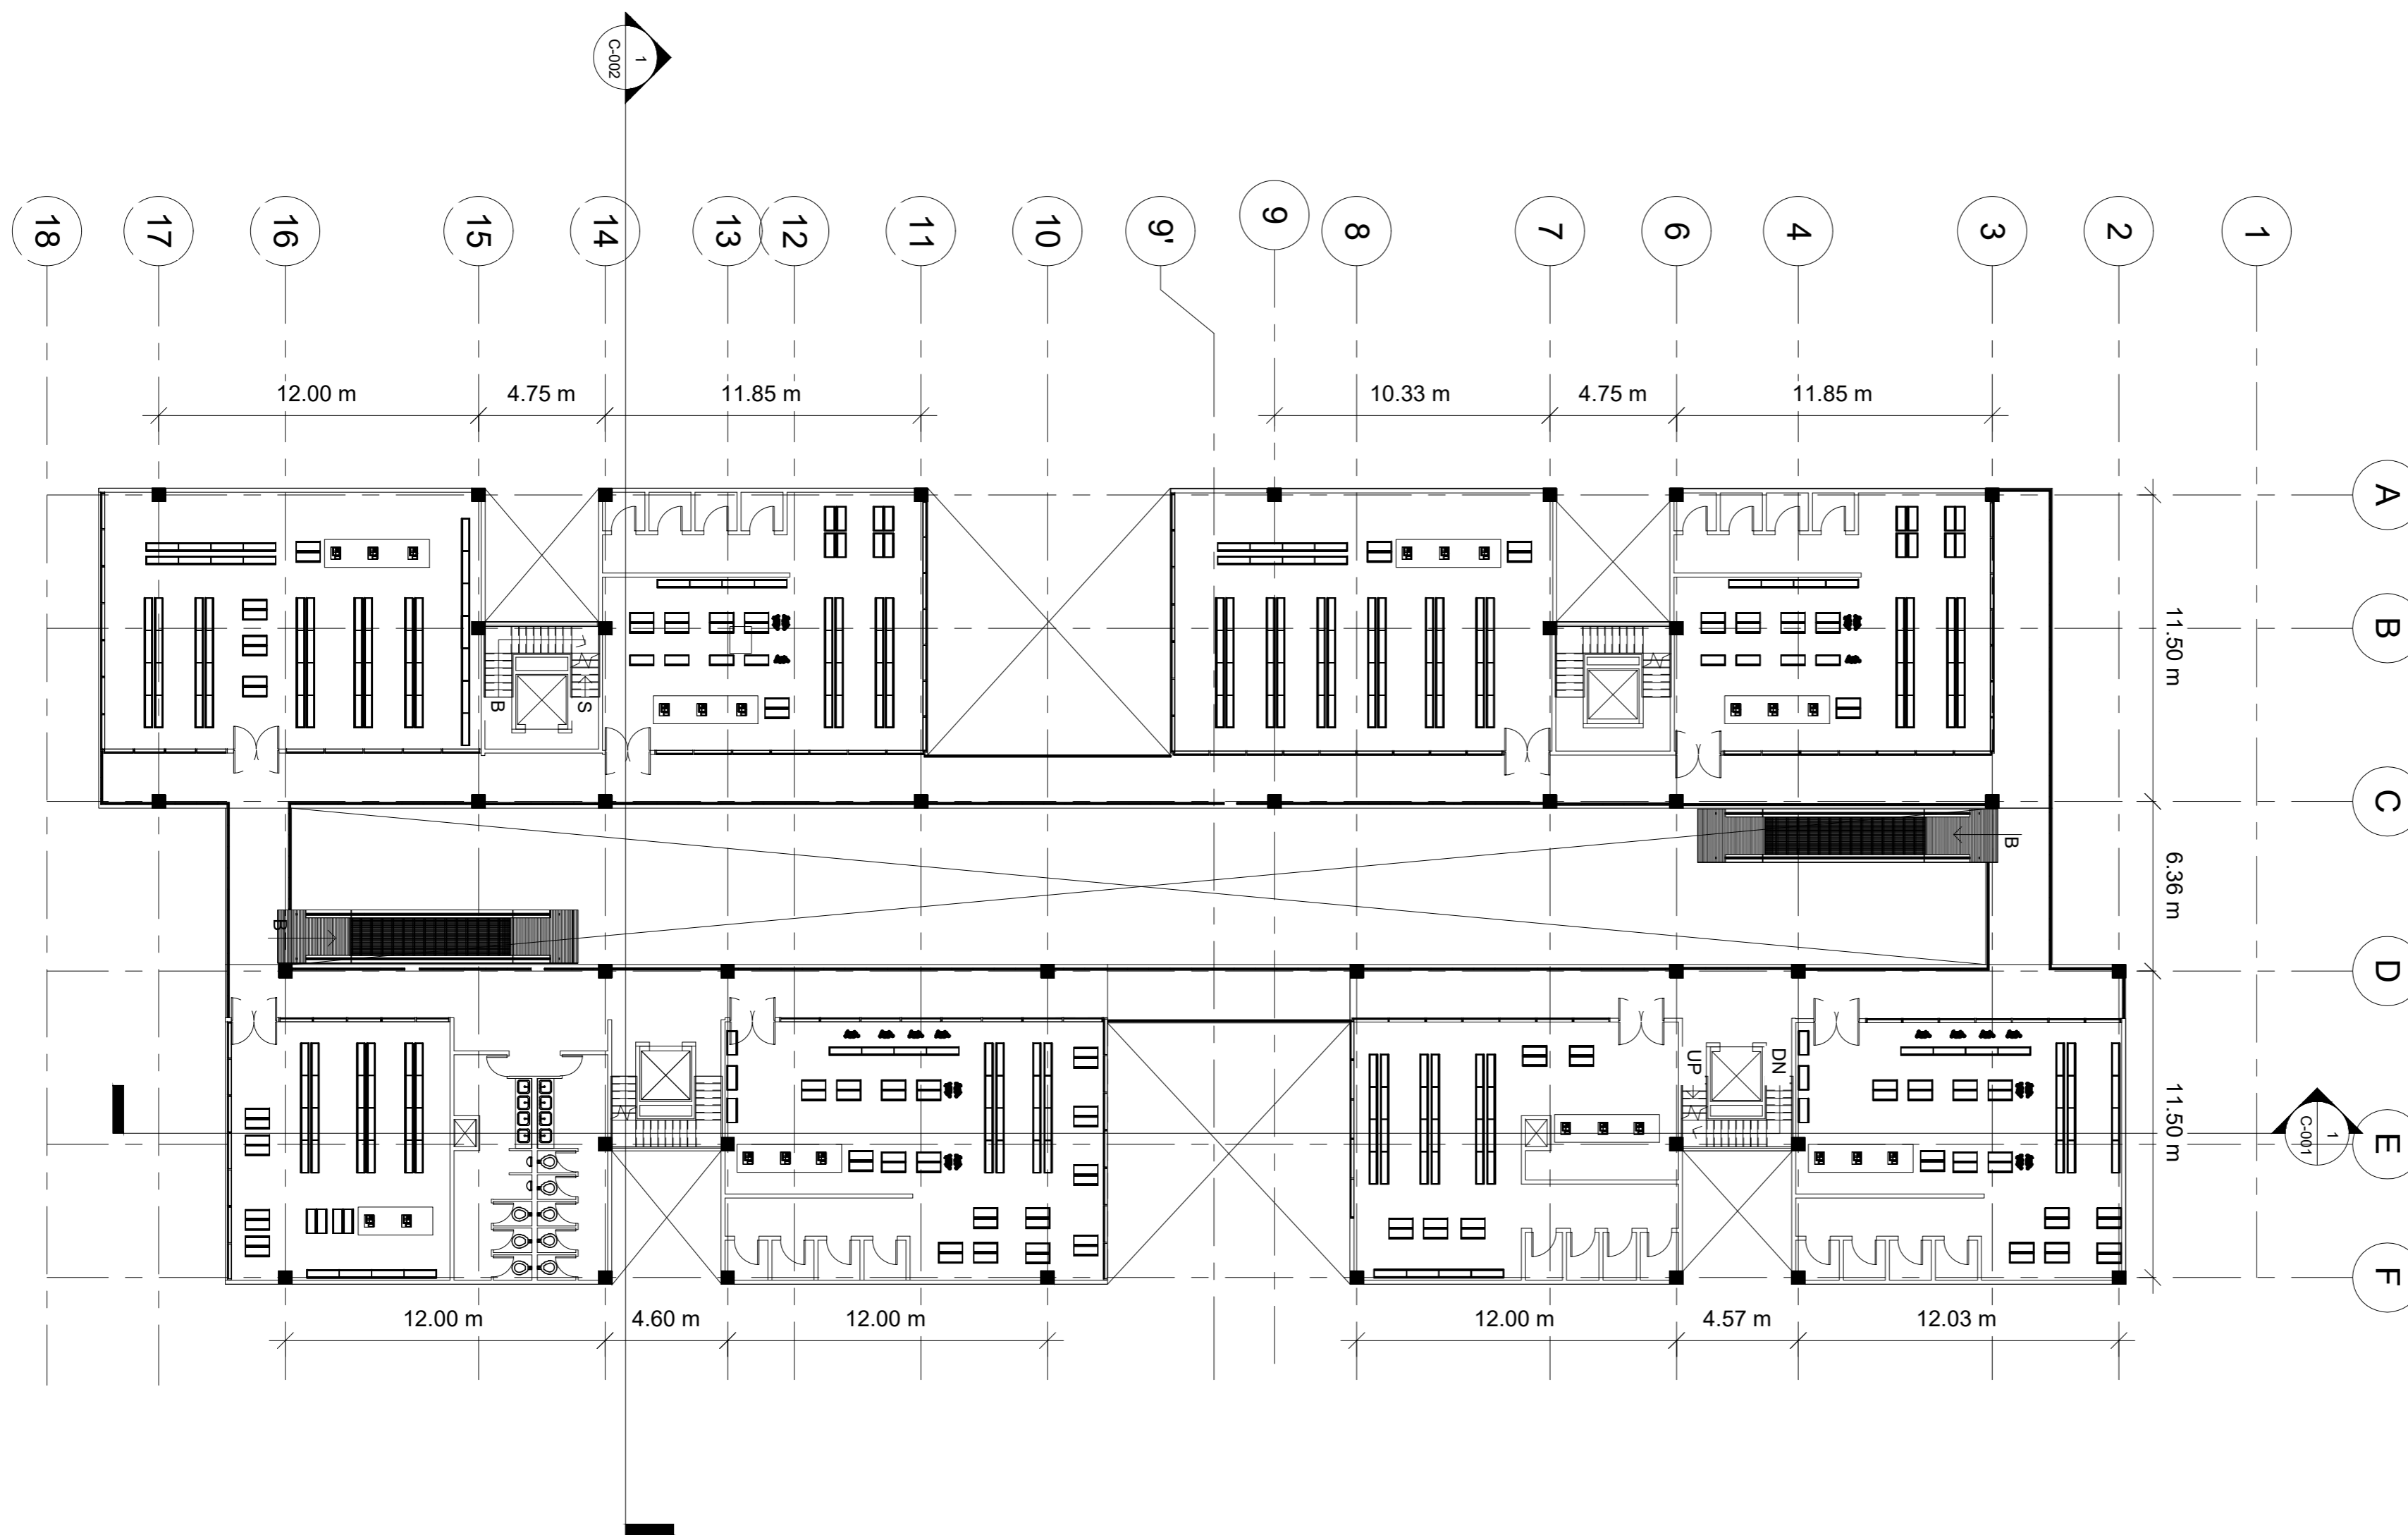 1
C-002
18
17
16
15
14
13
12
11
10
9'
9
8
7
6
4
3
2
1
12.00 m
4.75 m
11.85 m
10.33 m
4.75 m
11.85 m
A
B
C
D
E
F
11.50 m
6.36 m
11.50 m
B
S
B
B
UP
DN
1
C-001
12.00 m
4.60 m
12.00 m
12.00 m
4.57 m
12.03 m